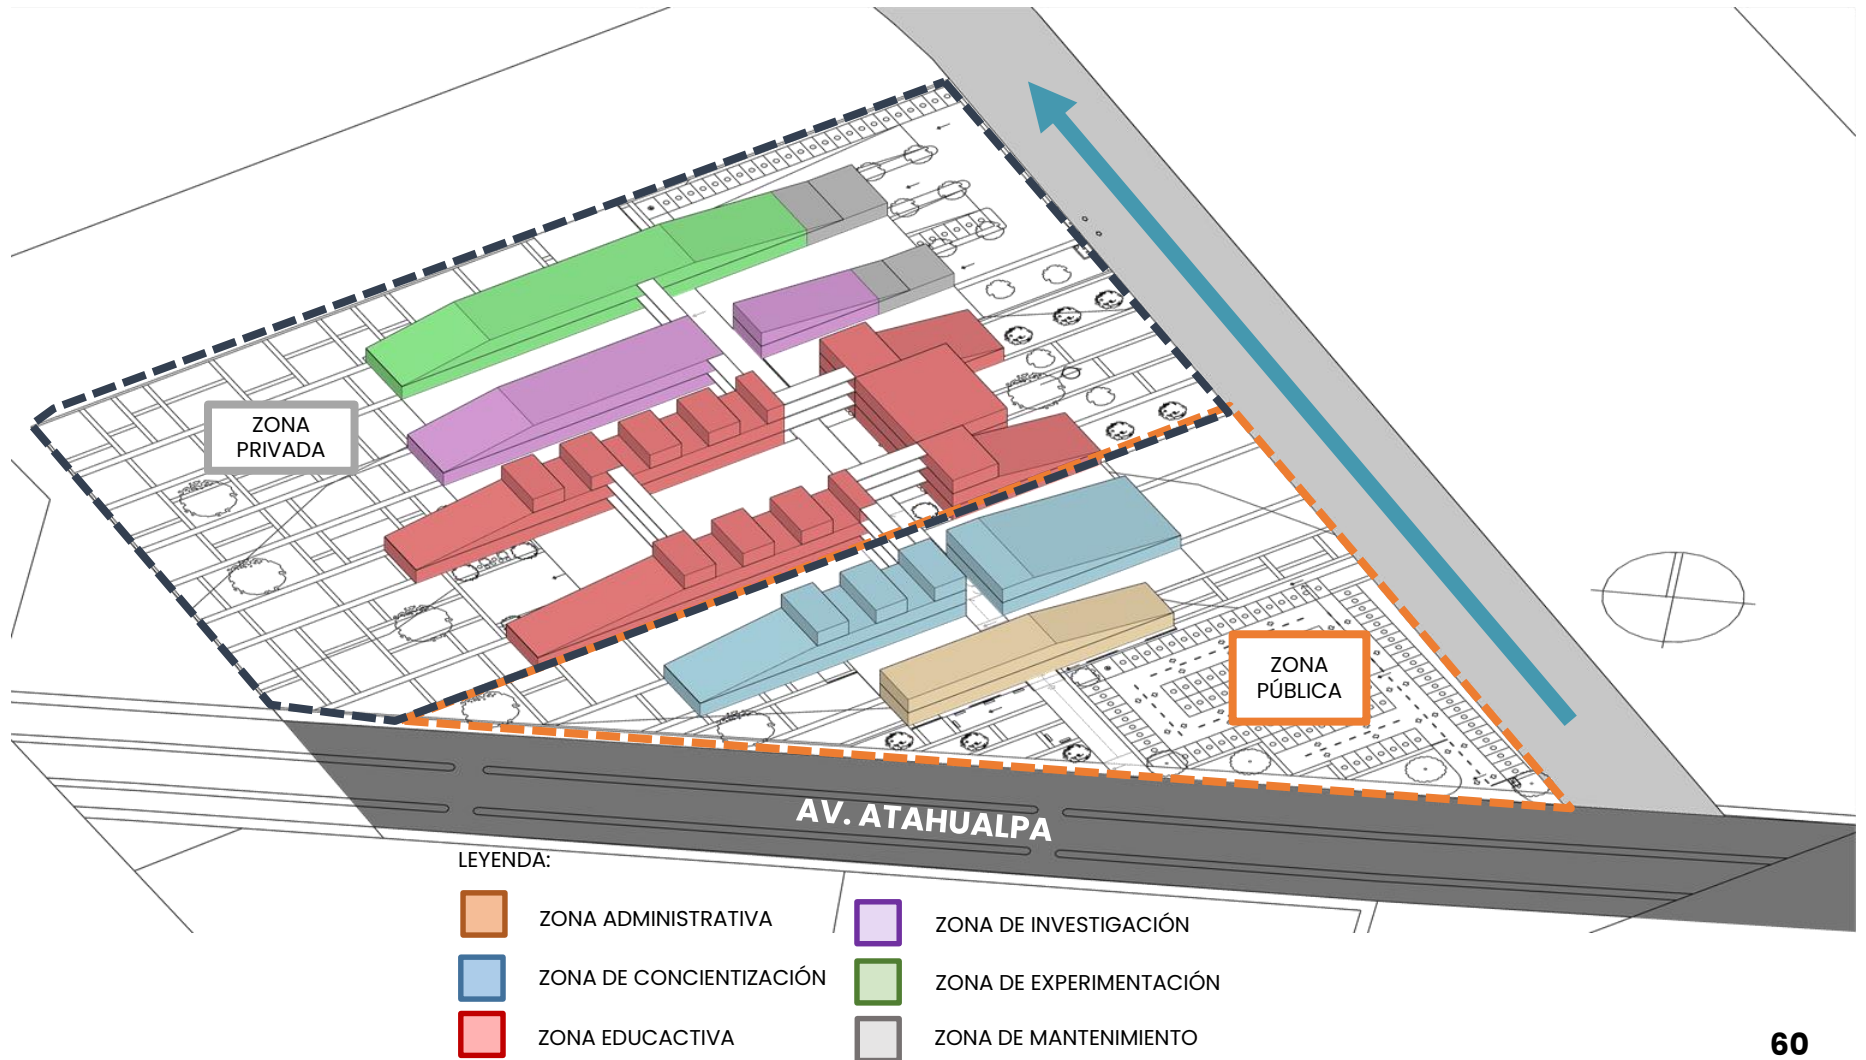 ZONA
PRIVADA
ZONA
PÚBLICA
AV. ATAHUALPA
LEYENDA:
ZONA ADMINISTRATIVA
ZONA DE CONCIENTIZACIÓN
ZONA EDUCACTIVA
ZONA DE INVESTIGACIÓN
ZONA DE EXPERIMENTACIÓN
ZONA DE MANTENIMIENTO
60